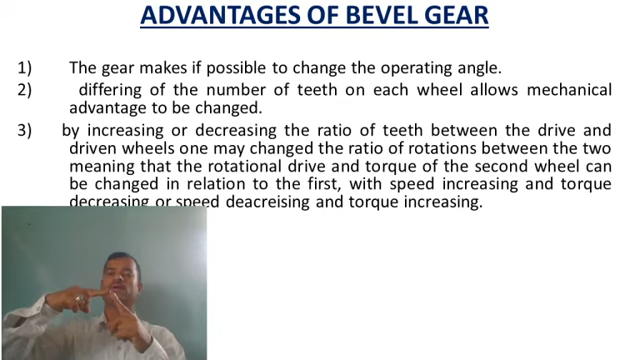 ADVANTAGES OF BEVEL GEAR
1) The gear makes if possible to change the operating angle.
2) differing of the number of teeth on each wheel allows mechanical
advantage to be changed.
3) by increasing or decreasing the ratio of teeth between the drive and
driven wheels one may changed the ratio of rotations between the two
meaning that the rotational drive and torque of the second wheel can
be changed in relation to the first, with speed increasing and torque
decreasing or speed deacreising and torque increasing.